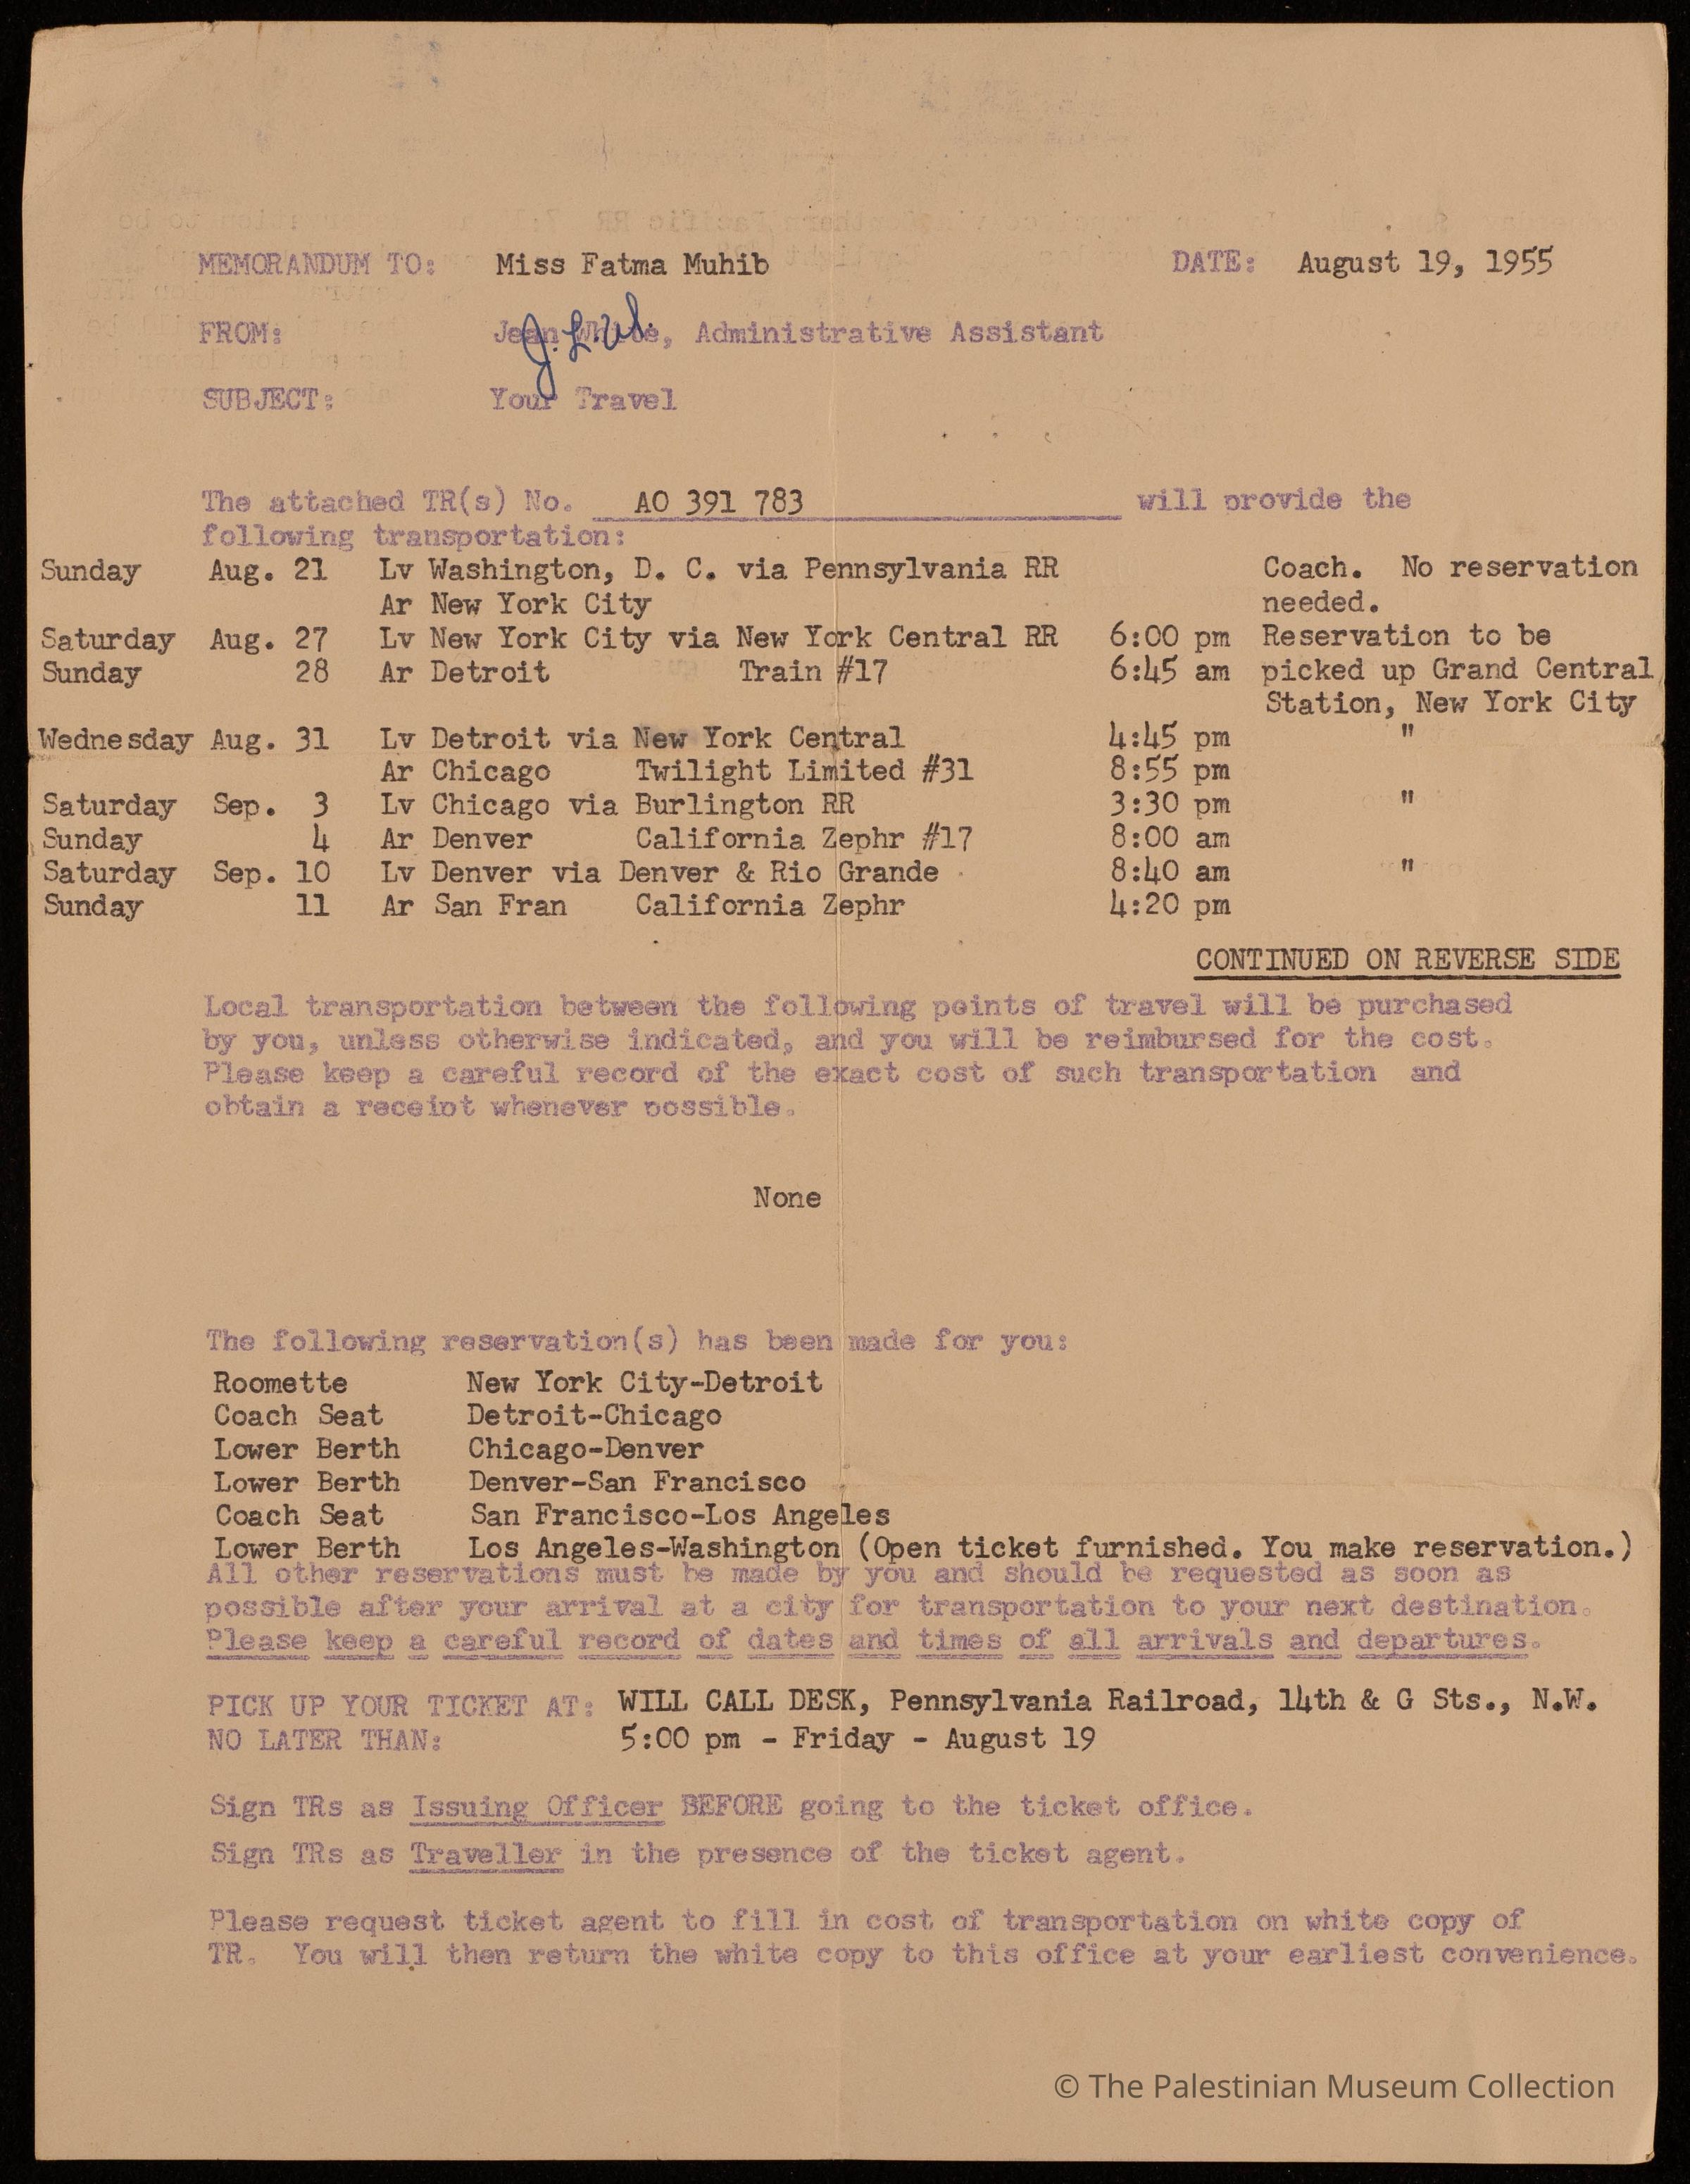 MEMORANDUM TO: Miss Fatma Muhib DATE: August 19, 1955
FROM: Jean White, Administrative Assistant
SUBJECT: Your Travel
The attached TR(s) No. AO 391 783 will provide the
following transportation:
Sunday Aug. 21 Lv Washington, D. C. via Pennsylvania RR Coach. No reservation
Ar New York City needed.
Saturday Aug. 27 Lv New York City via New York Central RR 6:00 pm Reservation to be
Sunday 28 Ar Detroit Train #17 6:45 am picked up Grand Central
Station, New York City
Wednesday Aug. 31 Lv Detroit via New York Central 4:45 pm "
Ar Chicago Twilight Limited #31 8:55 pm
Saturday Sep. 3 Lv Chicago via Burlington RR 3:30 pm "
Sunday 4 Ar Denver California Zephr #17 8:00 am
Saturday Sep. 10 Lv Denver via Denver & Rio Grande 8:40 am "
Sunday 11 Ar San Fran California Zephr 4:20 pm
CONTINUED ON REVERSE SIDE
Local transportation between the following points of travel will be purchased
by you, unless otherwise indicated, and you will be reimbursed for the cost.
Please keep a careful record of the exact cost of such transportation and
obtain a receipt whenever possible.
None
The following reservation(s) has been made for you:
Roomette New York City-Detroit
Coach Seat Detroit-Chicago
Lower Berth Chicago-Denver
Lower Berth Denver-San Francisco
Coach Seat San Francisco-Los Angeles
Lower Berth Los Angeles-Washington (Open ticket furnished. You make reservation.)
All other reservations must be made by you and should be requested as soon as
possible after your arrival at a city for transportation to your next destination.
Please keep a careful record of dates and times of all arrivals and departures.
PICK UP YOUR TICKET AT: WILL CALL DESK, Pennsylvania Railroad, 14th & G Sts., N.W.
NO LATER THAN: 5:00 pm - Friday - August 19
Sign TRs as Issuing Officer BEFORE going to the ticket office.
Sign TRs as Traveller in the presence of the ticket agent.
Please request ticket agent to fill in cost of transportation on white copy of
TR. You will then return the white copy to this office at your earliest convenience.
© The Palestinian Museum Collection